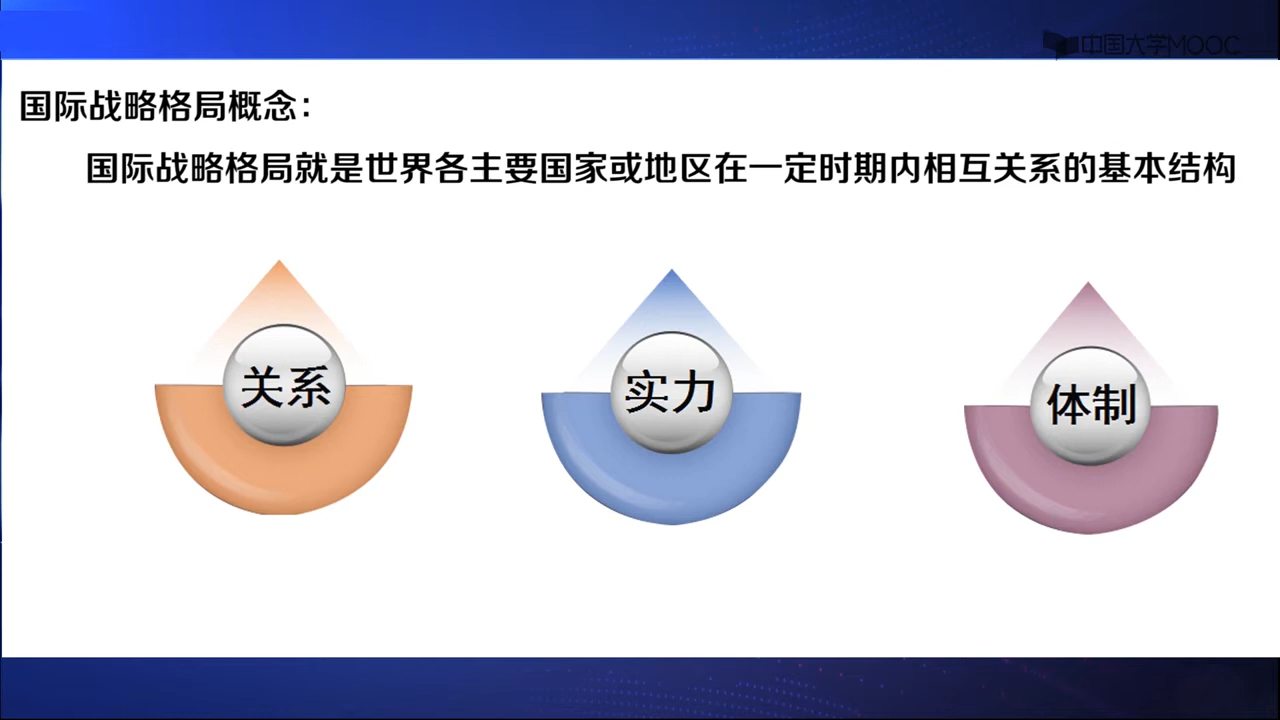 中国大学MOOC
国际战略格局概念：
国际战略格局就是世界各主要国家或地区在一定时期内相互关系的基本结构
关系
实力
体制